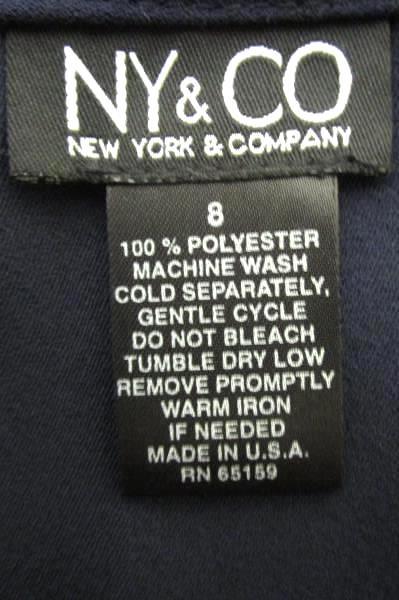 NY&CO
NEW YORK & COMPANY
8
100 % POLYESTER
MACHINE WASH
COLD SEPARATELY,
GENTLE CYCLE
DO NOT BLEACH
TUMBLE DRY LOW
REMOVE PROMPTLY
WARM IRON
IF NEEDED
MADE IN U.S.A.
RN 65159